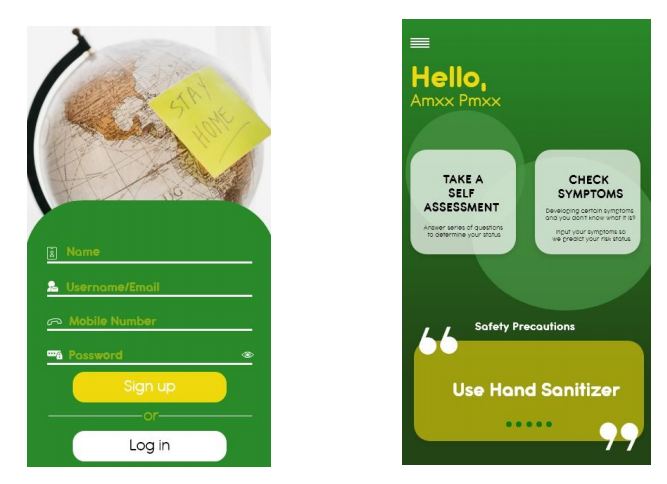 STAY
HOME
Name
Username/Email
Mobile Number
Password
Sign up
or
Log in
Hello,
Amxx Pmxx
TAKE A
SELF
ASSESSMENT
Answer series of questions
to determine your status
CHECK
SYMPTOMS
Developing certain symptoms
and you don't know what it is?
Input your symptoms so
we predict your risk status
Safety Precautions
Use Hand Sanitizer